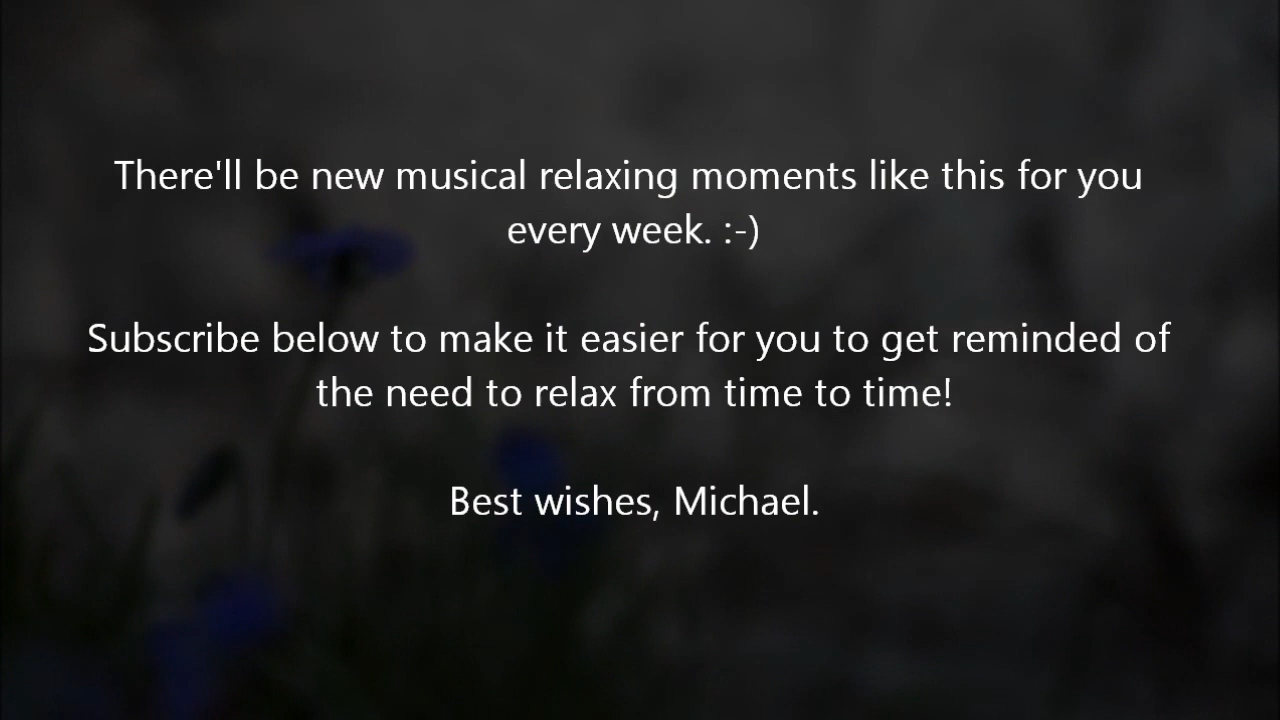 There'll be new musical relaxing moments like this for you
every week. :-)
Subscribe below to make it easier for you to get reminded of
the need to relax from time to time!
Best wishes, Michael.